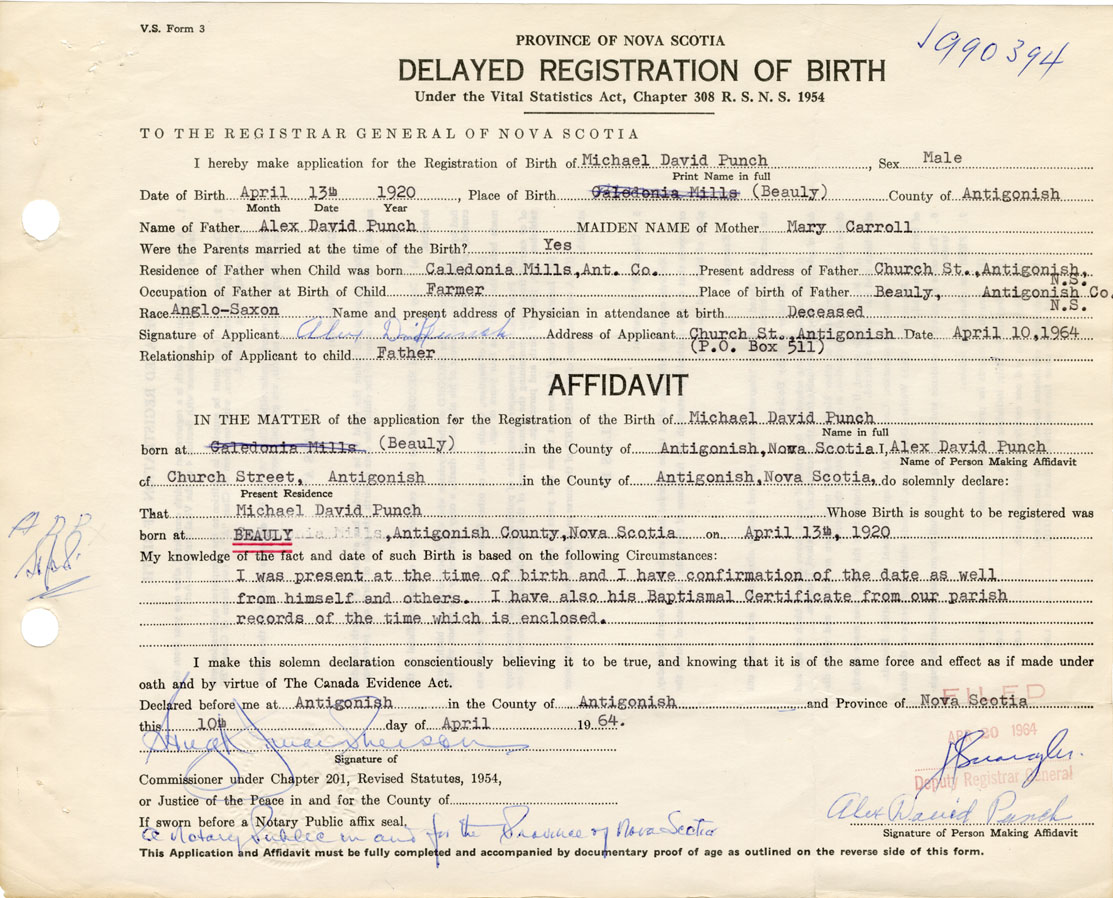 V.S. Form 3
1990394
PROVINCE OF NOVA SCOTIA
DELAYED REGISTRATION OF BIRTH
Under the Vital Statistics Act, Chapter 308 R. S. N. S. 1954
TO THE REGISTRAR GENERAL OF NOVA SCOTIA
I hereby make application for the Registration of Birth of Michael David Punch, Sex Male
Print Name in full
Date of Birth April 13th 1920, Place of Birth Caledonia Mills (Beauly) County of Antigonish
Month Date Year
Name of Father Alex David Punch MAIDEN NAME of Mother Mary Carroll
Were the Parents married at the time of the Birth? Yes
Residence of Father when Child was born Caledonia Mills,Ant. Co. Present address of Father Church St.,Antigonish, N.S.
Occupation of Father at Birth of Child Farmer Place of birth of Father Beauly, Antigonish Co. N.S.
Race Anglo-Saxon Name and present address of Physician in attendance at birth Deceased
Signature of Applicant Alex D. Punch Address of Applicant Church St.,Antigonish Date April 10,1964
(P.O. Box 511)
Relationship of Applicant to child Father
AFFIDAVIT
IN THE MATTER of the application for the Registration of the Birth of Michael David Punch
Name in full
born at Caledonia Mills (Beauly) in the County of Antigonish,Nova Scotia I, Alex David Punch
Name of Person Making Affidavit
of Church Street, Antigonish in the County of Antigonish,Nova Scotia, do solemnly declare:
Present Residence
That Michael David Punch Whose Birth is sought to be registered was
born at BEAULY nia Mills,Antigonish County,Nova Scotia on April 13th, 1920
My knowledge of the fact and date of such Birth is based on the following Circumstances:
I was present at the time of birth and I have confirmation of the date as well
from himself and others. I have also his Baptismal Certificate from our parish
records of the time which is enclosed.
I make this solemn declaration conscientiously believing it to be true, and knowing that it is of the same force and effect as if made under
oath and by virtue of The Canada Evidence Act.
FILED
Declared before me at Antigonish in the County of Antigonish and Province of Nova Scotia
this 10th day of April 1964.
APR 20 1964
Signature of
Deputy Registrar General
Commissioner under Chapter 201, Revised Statutes, 1954,
or Justice of the Peace in and for the County of
Alex David Punch
If sworn before a Notary Public affix seal,
Signature of Person Making Affidavit
a Notary Public in and for the Province of Nova Scotia
This Application and Affidavit must be fully completed and accompanied by documentary proof of age as outlined on the reverse side of this form.